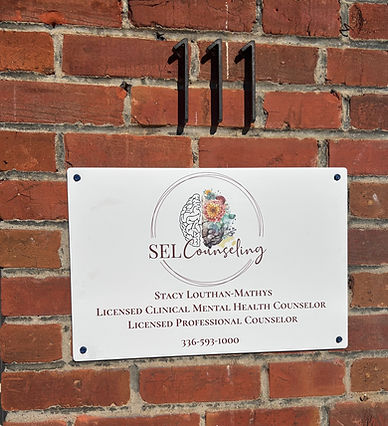 111
SEL Counseling
Stacy Louthan-Mathys
Licensed Clinical Mental Health Counselor
Licensed Professional Counselor
336-593-1000